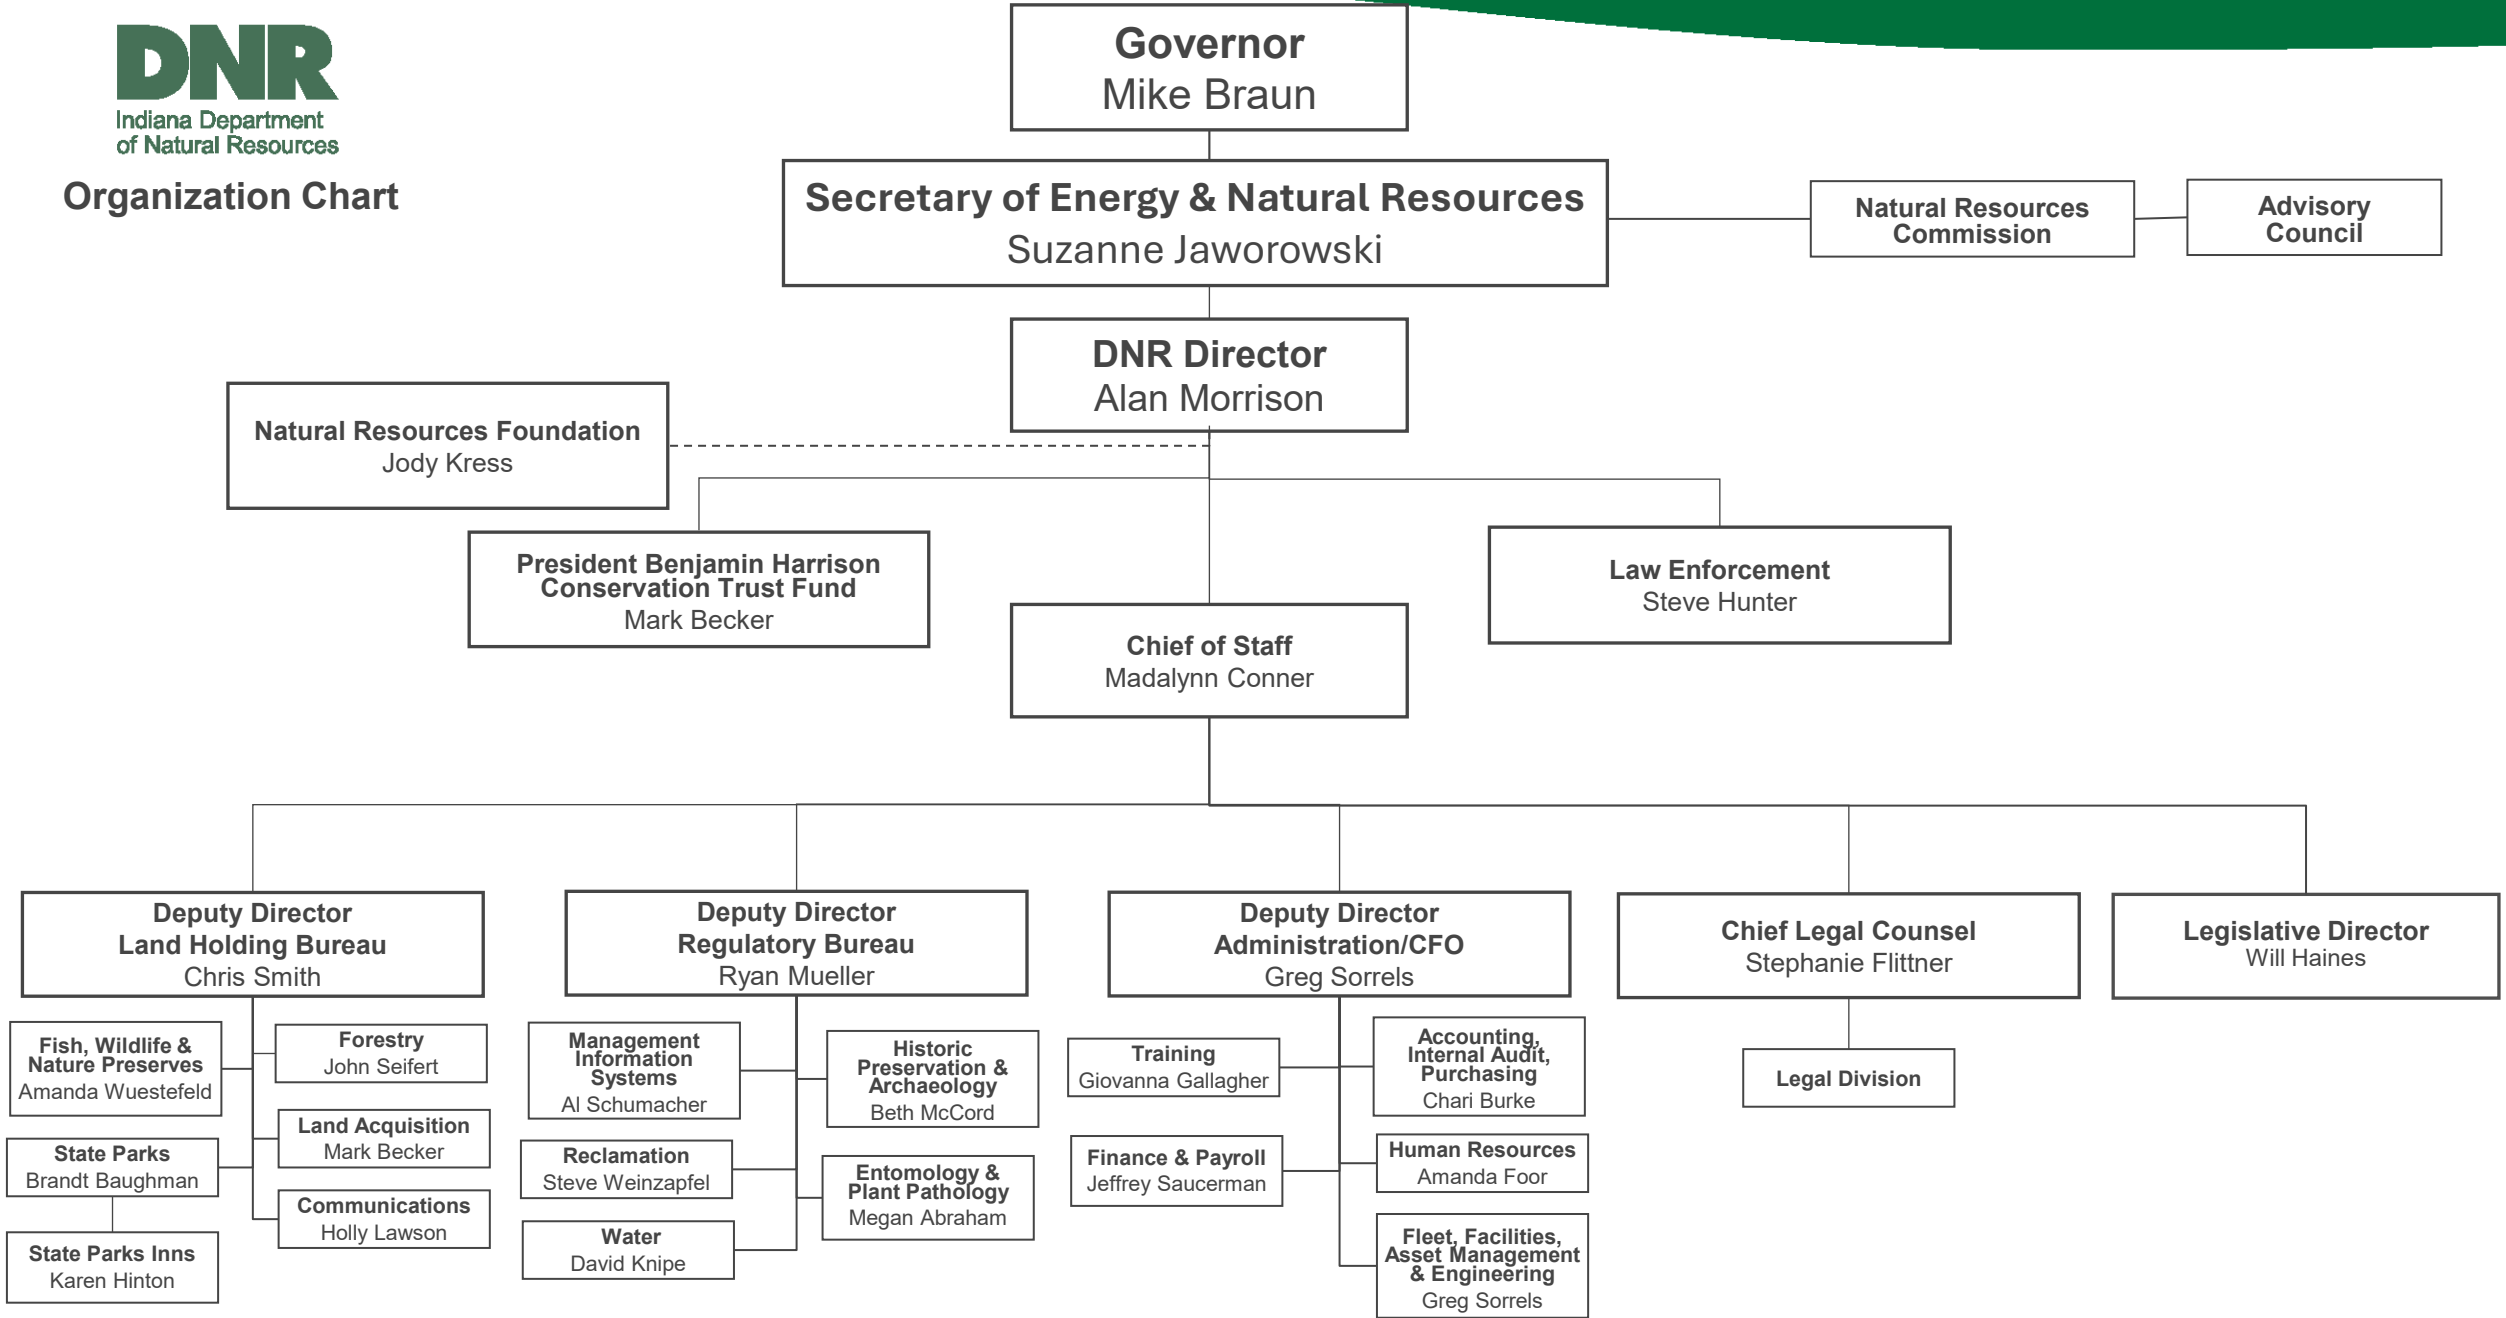 DNR
Indiana Department
of Natural Resources
Organization Chart
Governor
Mike Braun
Secretary of Energy & Natural Resources
Suzanne Jaworowski
Natural Resources
Commission
Advisory
Council
DNR Director
Alan Morrison
Natural Resources Foundation
Jody Kress
President Benjamin Harrison
Conservation Trust Fund
Mark Becker
Law Enforcement
Steve Hunter
Chief of Staff
Madalynn Conner
Deputy Director
Land Holding Bureau
Chris Smith
Fish, Wildlife &
Nature Preserves
Amanda Wuestefeld
Forestry
John Seifert
Land Acquisition
Mark Becker
State Parks
Brandt Baughman
Communications
Holly Lawson
State Parks Inns
Karen Hinton
Deputy Director
Regulatory Bureau
Ryan Mueller
Management
Information
Systems
Al Schumacher
Historic
Preservation &
Archaeology
Beth McCord
Reclamation
Steve Weinzapfel
Entomology &
Plant Pathology
Megan Abraham
Water
David Knipe
Deputy Director
Administration/CFO
Greg Sorrels
Training
Giovanna Gallagher
Accounting,
Internal Audit,
Purchasing
Chari Burke
Finance & Payroll
Jeffrey Saucerman
Human Resources
Amanda Foor
Fleet, Facilities,
Asset Management
& Engineering
Greg Sorrels
Chief Legal Counsel
Stephanie Flittner
Legal Division
Legislative Director
Will Haines